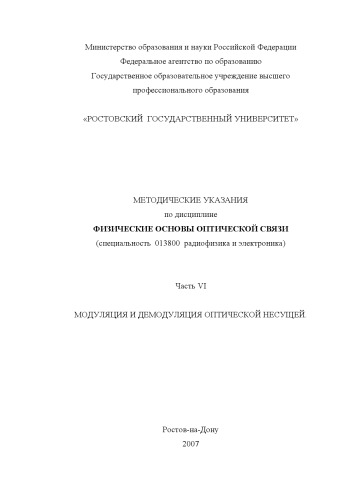 Министерство образования и науки Российской Федерации
Федеральное агентство по образованию
Государственное образовательное учреждение высшего
профессионального образования
«РОСТОВСКИЙ ГОСУДАРСТВЕННЫЙ УНИВЕРСИТЕТ»
МЕТОДИЧЕСКИЕ УКАЗАНИЯ
по дисциплине
ФИЗИЧЕСКИЕ ОСНОВЫ ОПТИЧЕСКОЙ СВЯЗИ
(специальность 013800 радиофизика и электроника)
Часть VI
МОДУЛЯЦИЯ И ДЕМОДУЛЯЦИЯ ОПТИЧЕСКОЙ НЕСУЩЕЙ
Ростов-на-Дону
2007